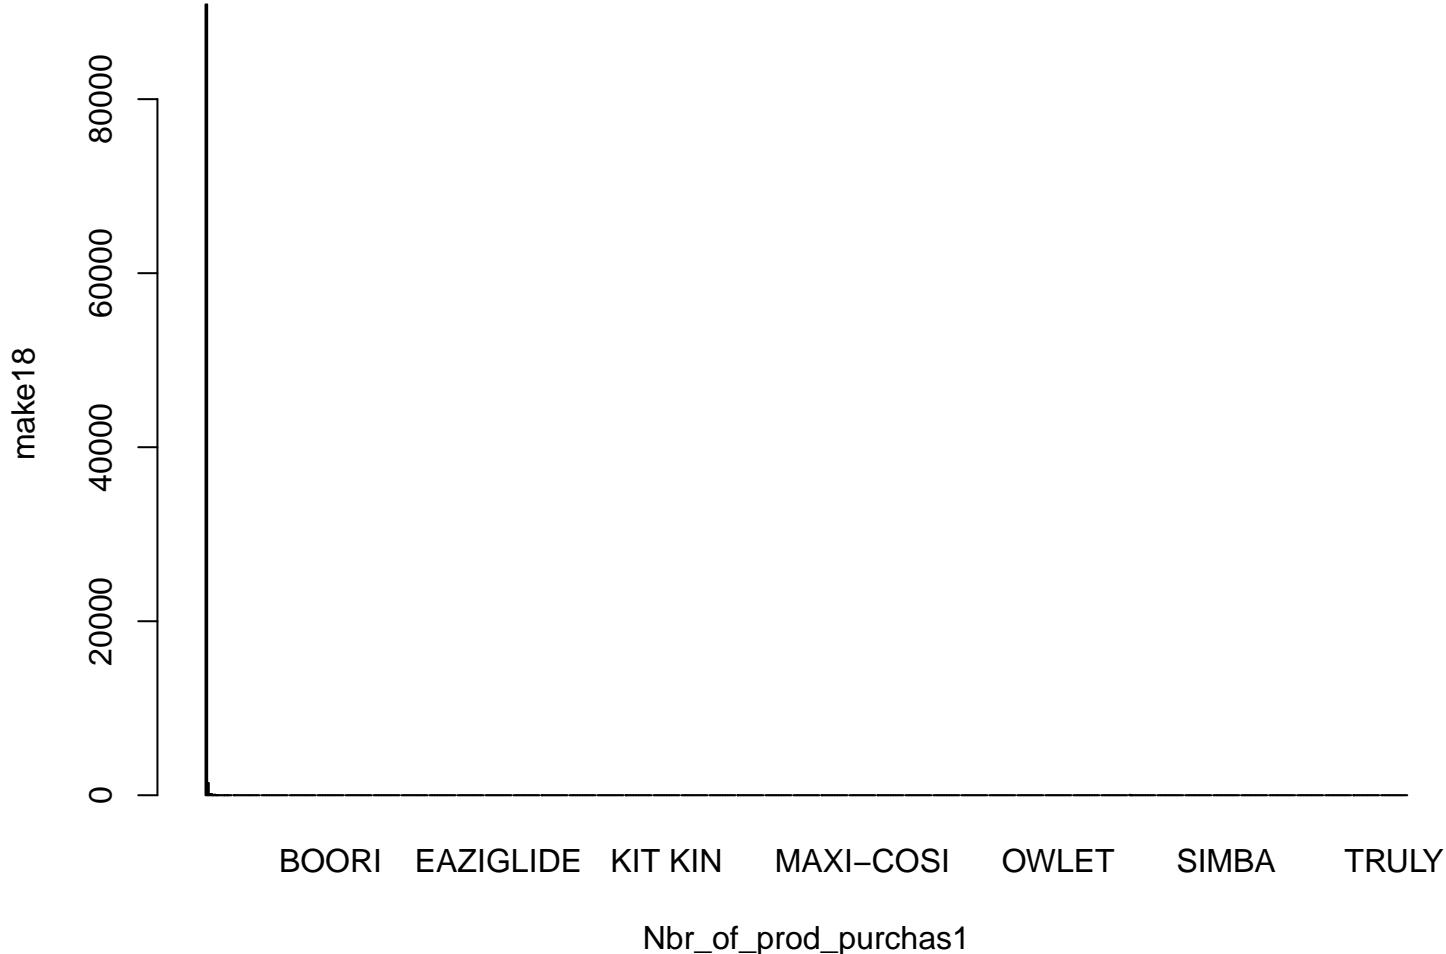 make18
80000
60000
40000
20000
0
BOORI EAZIGLIDE KIT KIN MAXI−COSI OWLET SIMBA TRULY
Nbr_of_prod_purchas1